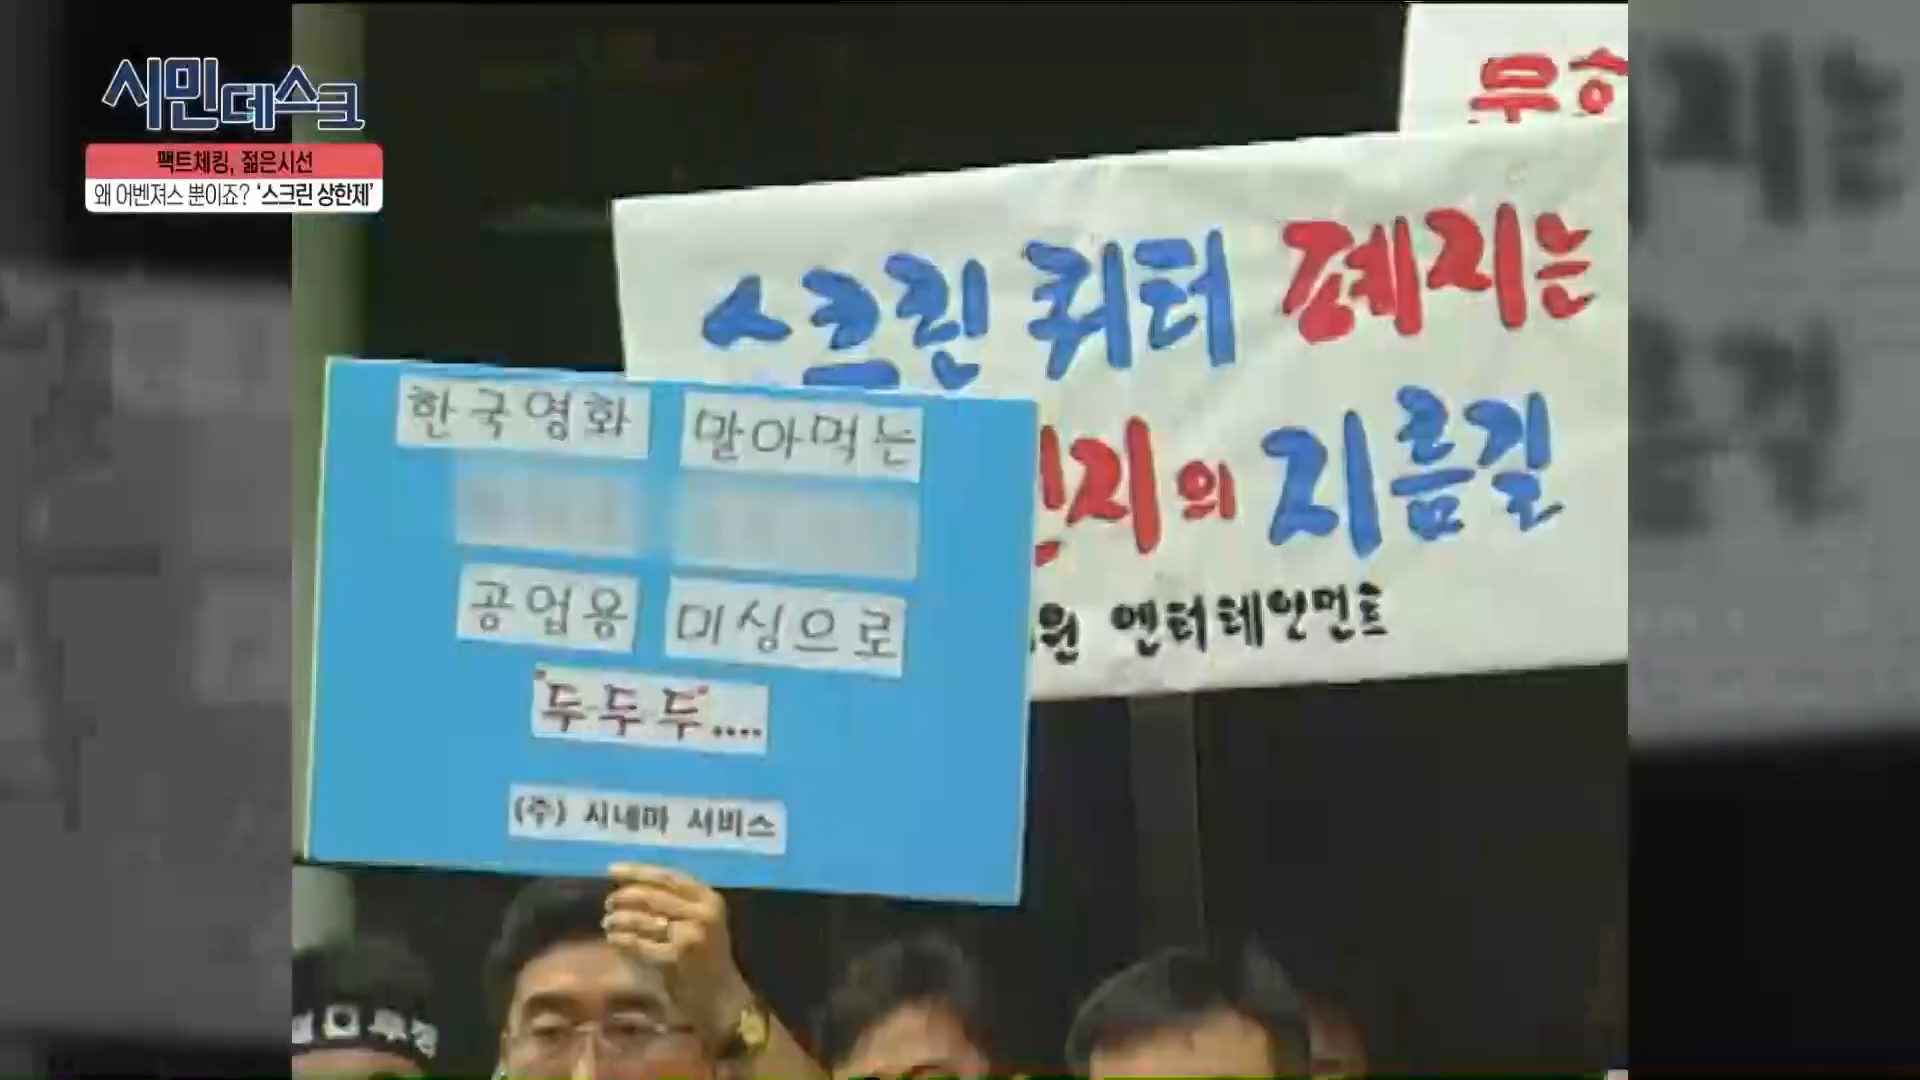 시민데스크
팩트체킹, 젊은시선
왜 어벤져스 뿐이죠? ‘스크린 상한제’
스크린 쿼터 폐지는
지의 지름길
엔터테인먼트
한국영화 말아먹는
공업용 미싱으로
"두·두·두"....
(주) 시네마 서비스